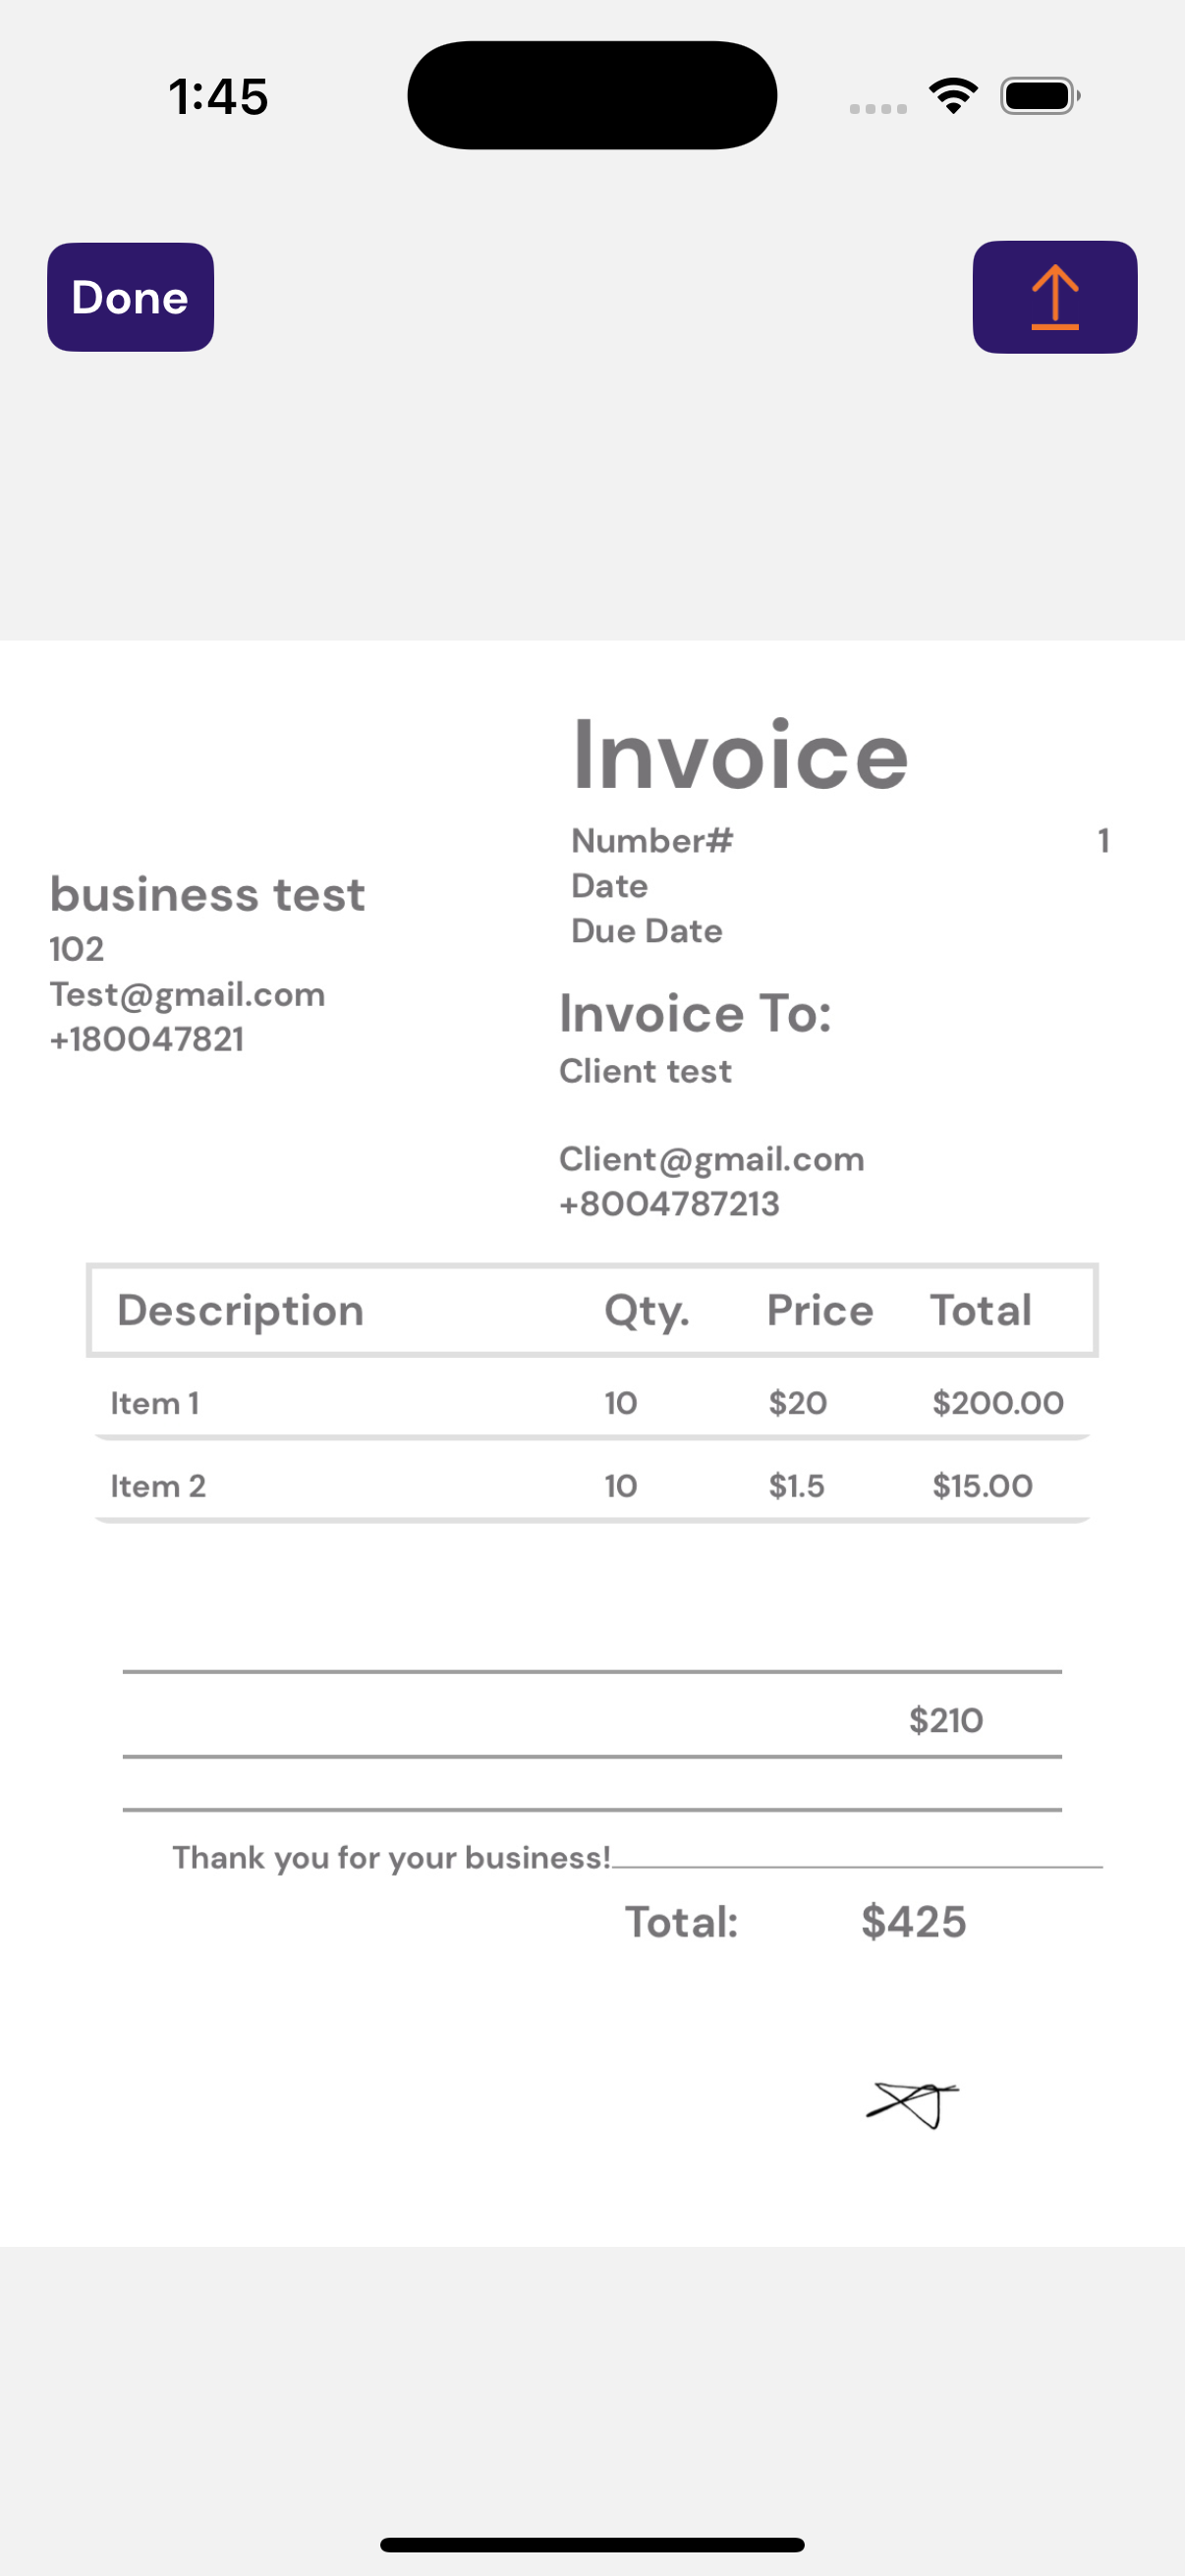 1:45
Done
Invoice
Number# 1
Date
Due Date
business test
102
Test@gmail.com
+180047821
Invoice To:
Client test
Client@gmail.com
+8004787213
Description Qty. Price Total
Item 1 10 $20 $200.00
Item 2 10 $1.5 $15.00
$210
Thank you for your business!
Total: $425